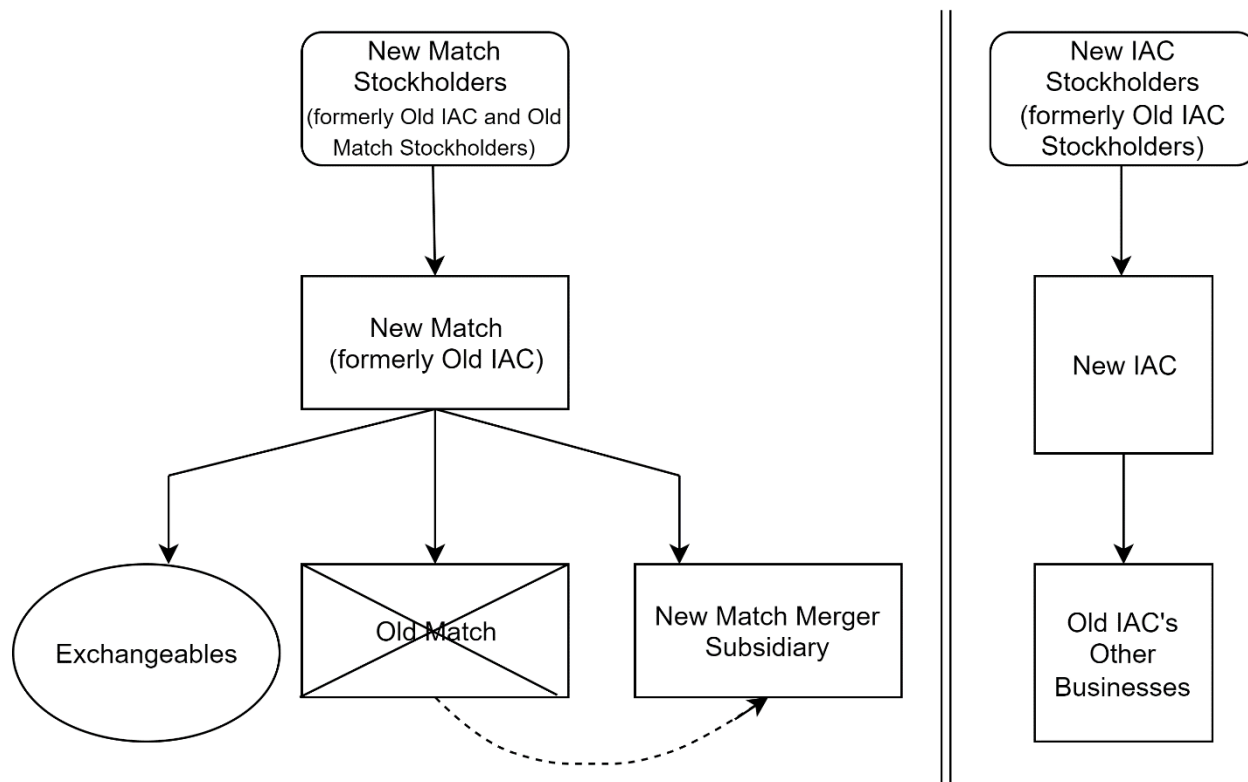 New Match
Stockholders
(formerly Old IAC and Old
Match Stockholders)
New Match
(formerly Old IAC)
Exchangeables
Old Match
New Match Merger
Subsidiary
New IAC
Stockholders
(formerly Old IAC
Stockholders)
New IAC
Old IAC's
Other
Businesses